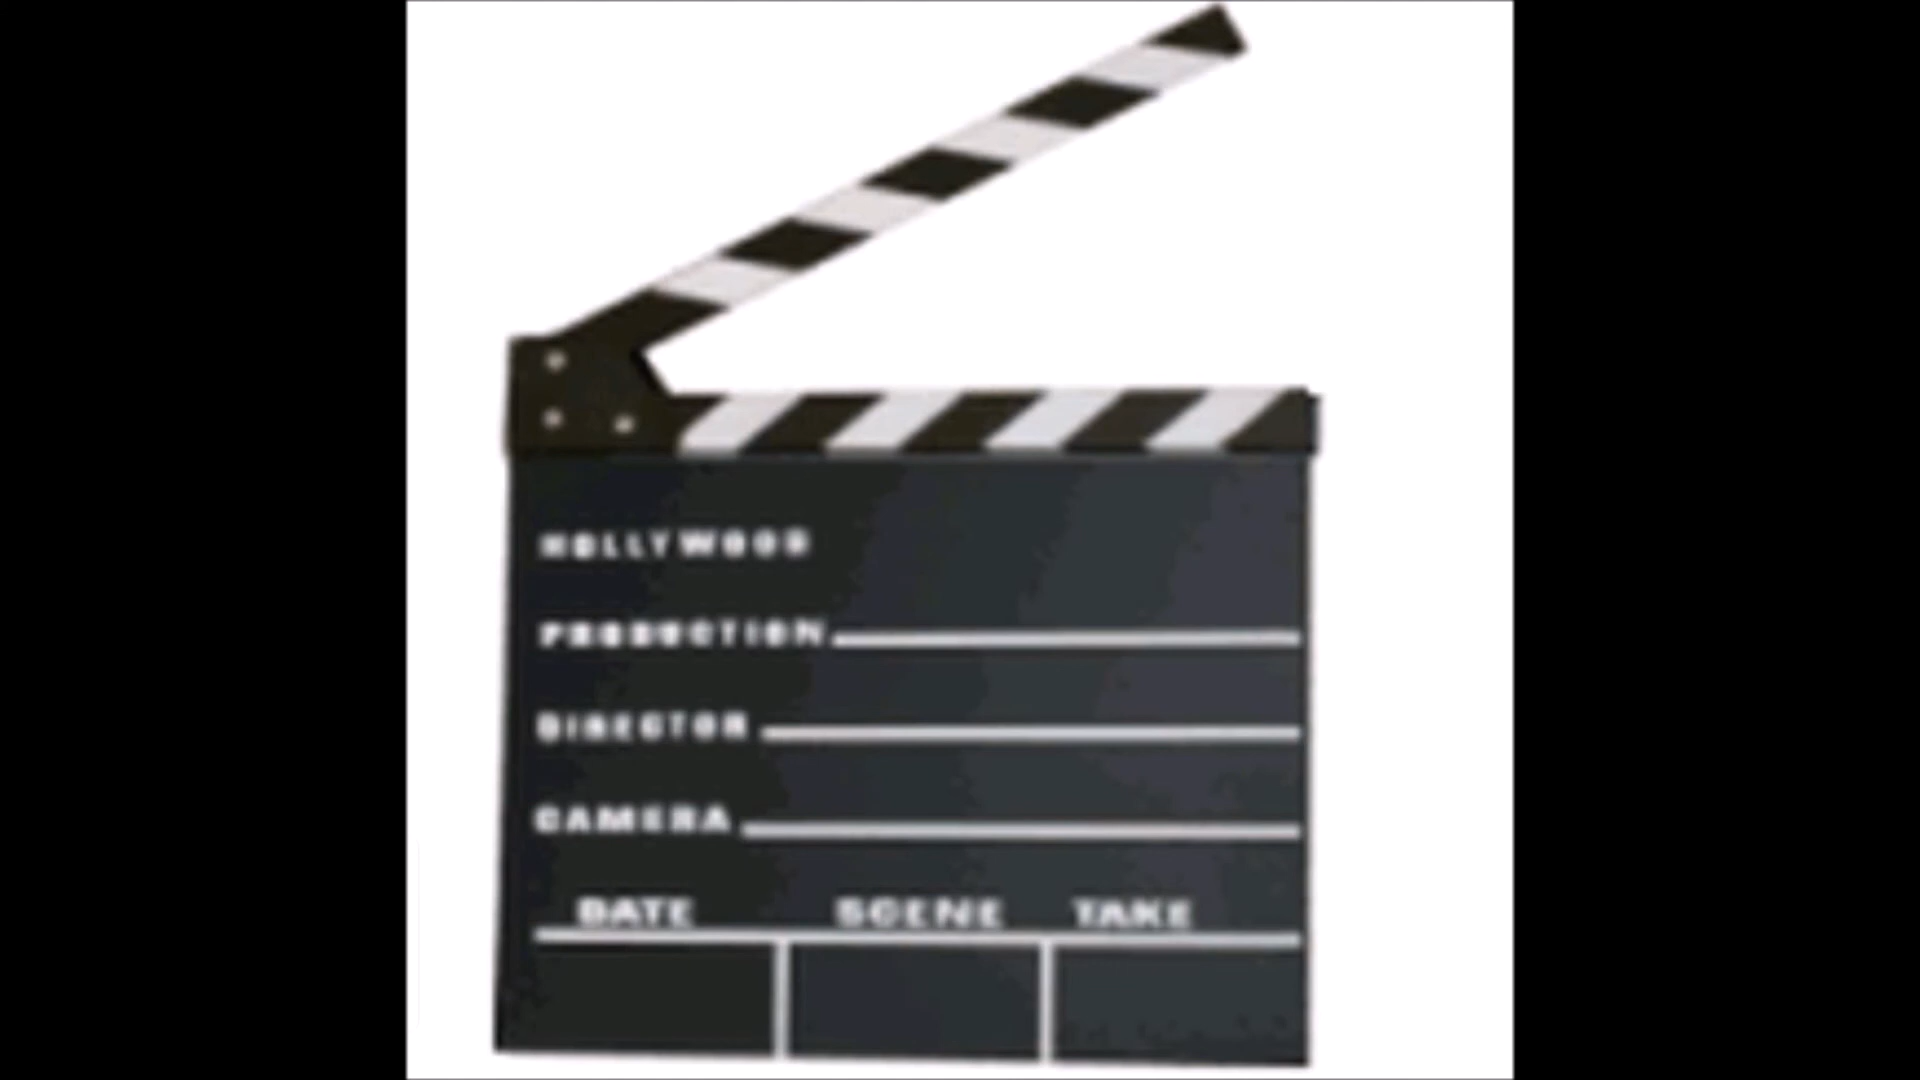 HOLLYWOOD
PRODUCTION
DIRECTOR
CAMERA
DATE SCENE TAKE